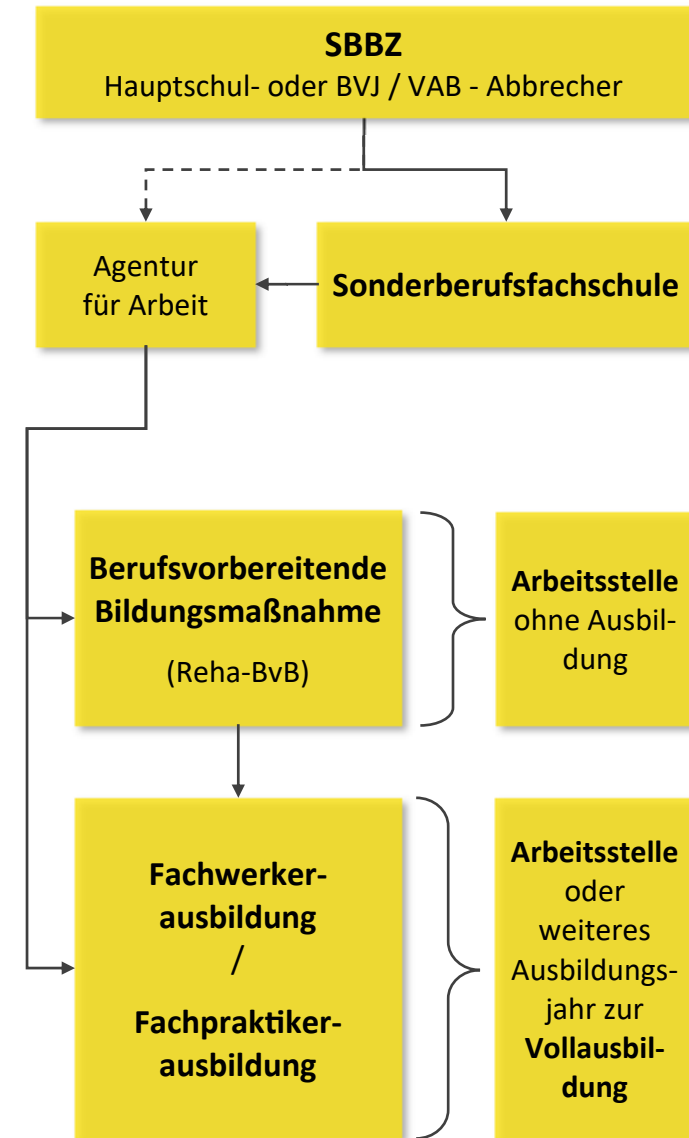 SBBZ
Hauptschul- oder BVJ / VAB - Abbrecher
Agentur
für Arbeit
Sonderberufsfachschule
Berufsvorbereitende
Bildungsmaßnahme
(Reha-BvB)
Arbeitsstelle
ohne Ausbil-
dung
Fachwerker-
ausbildung
/
Fachpraktiker-
ausbildung
Arbeitsstelle
oder
weiteres
Ausbildungs-
jahr zur
Vollausbil-
dung